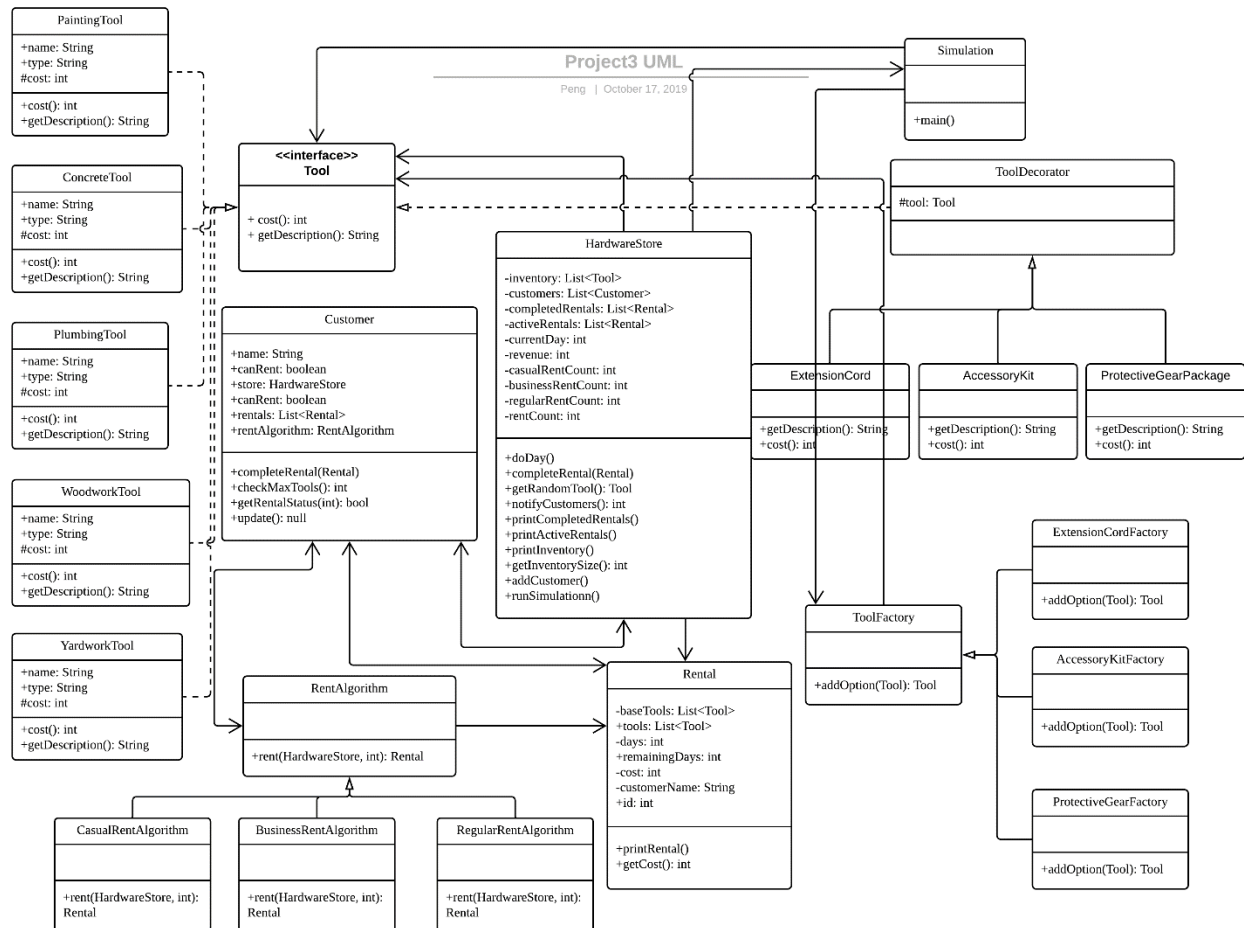 Project3 UML
Peng | October 17, 2019
PaintingTool
+name: String
+type: String
#cost: int
+cost(): int
+getDescription(): String
ConcreteTool
+name: String
+type: String
#cost: int
+cost(): int
+getDescription(): String
PlumbingTool
+name: String
+type: String
#cost: int
+cost(): int
+getDescription(): String
WoodworkTool
+name: String
+type: String
#cost: int
+cost(): int
+getDescription(): String
YardworkTool
+name: String
+type: String
#cost: int
+cost(): int
+getDescription(): String
<<interface>>
Tool
+ cost(): int
+ getDescription(): String
Customer
+name: String
+canRent: boolean
+store: HardwareStore
+canRent: boolean
+rentals: List<Rental>
+rentAlgorithm: RentAlgorithm
+completeRental(Rental)
+checkMaxTools(): int
+getRentalStatus(int): bool
+update(): null
HardwareStore
-inventory: List<Tool>
-customers: List<Customer>
-completedRentals: List<Rental>
-activeRentals: List<Rental>
-currentDay: int
-revenue: int
-casualRentCount: int
-businessRentCount: int
-regularRentCount: int
-rentCount: int
+doDay()
+completeRental(Rental)
+getRandomTool(): Tool
+notifyCustomers(): int
+printCompletedRentals()
+printActiveRentals()
+printInventory()
+getInventorySize(): int
+addCustomer()
+runSimulationn()
Simulation
+main()
ToolDecorator
#tool: Tool
ExtensionCord
+getDescription(): String
+cost(): int
AccessoryKit
+getDescription(): String
+cost(): int
ProtectiveGearPackage
+getDescription(): String
+cost(): int
ToolFactory
+addOption(Tool): Tool
ExtensionCordFactory
+addOption(Tool): Tool
AccessoryKitFactory
+addOption(Tool): Tool
ProtectiveGearFactory
+addOption(Tool): Tool
RentAlgorithm
+rent(HardwareStore, int): Rental
Rental
-baseTools: List<Tool>
+tools: List<Tool>
-days: int
+remainingDays: int
-cost: int
-customerName: String
+id: int
+printRental()
+getCost(): int
CasualRentAlgorithm
+rent(HardwareStore, int):
Rental
BusinessRentAlgorithm
+rent(HardwareStore, int):
Rental
RegularRentAlgorithm
+rent(HardwareStore, int):
Rental